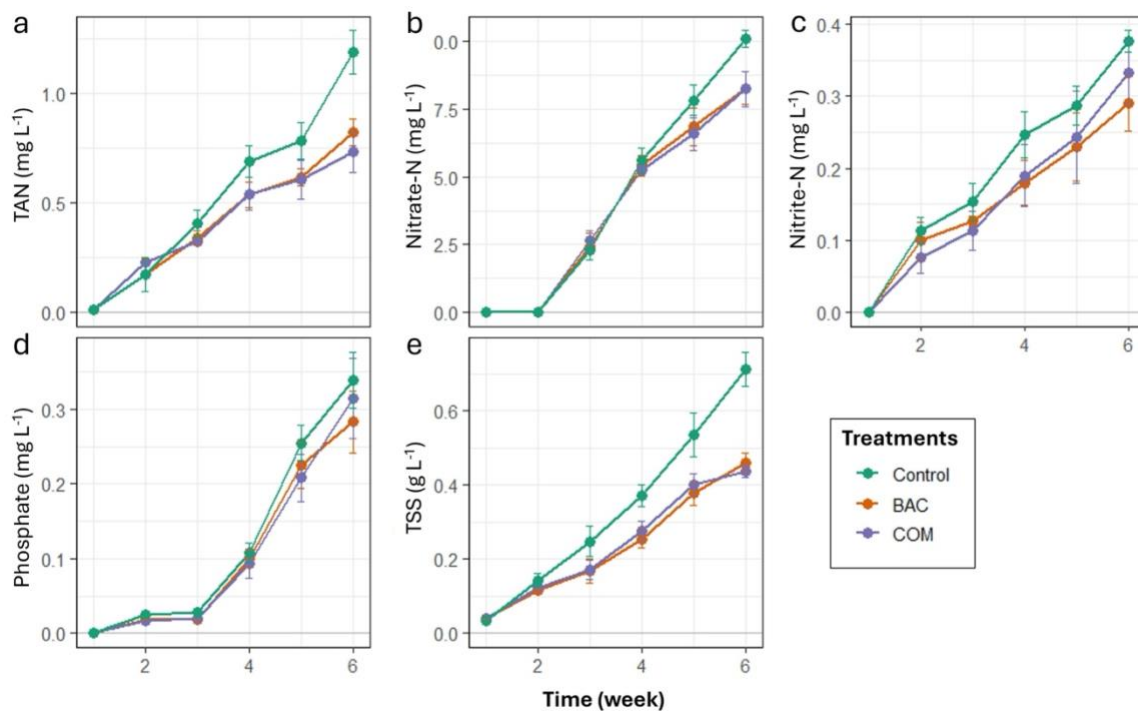 a
TAN (mg L⁻¹)
1.0
0.5
0.0
b
Nitrate-N (mg L⁻¹)
0.0
7.5
5.0
2.5
0.0
c
Nitrite-N (mg L⁻¹)
0.4
0.3
0.2
0.1
0.0
2 4 6
d
Phosphate (mg L⁻¹)
0.3
0.2
0.1
0.0
2 4 6
e
TSS (g L⁻¹)
0.6
0.4
0.2
0.0
2 4 6
Treatments
Control
BAC
COM
Time (week)